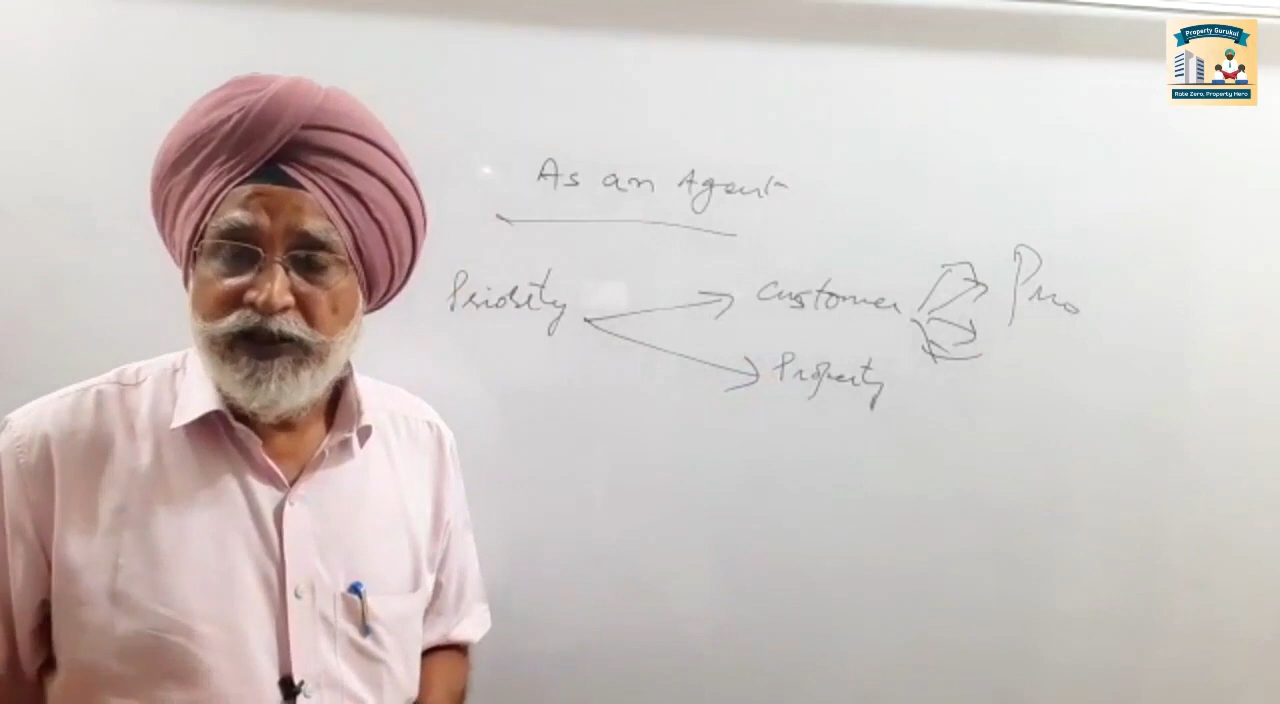 Property Gurukul
Rate Zero, Property Hero
As an Agent
Priority
Customer
Pro
Property